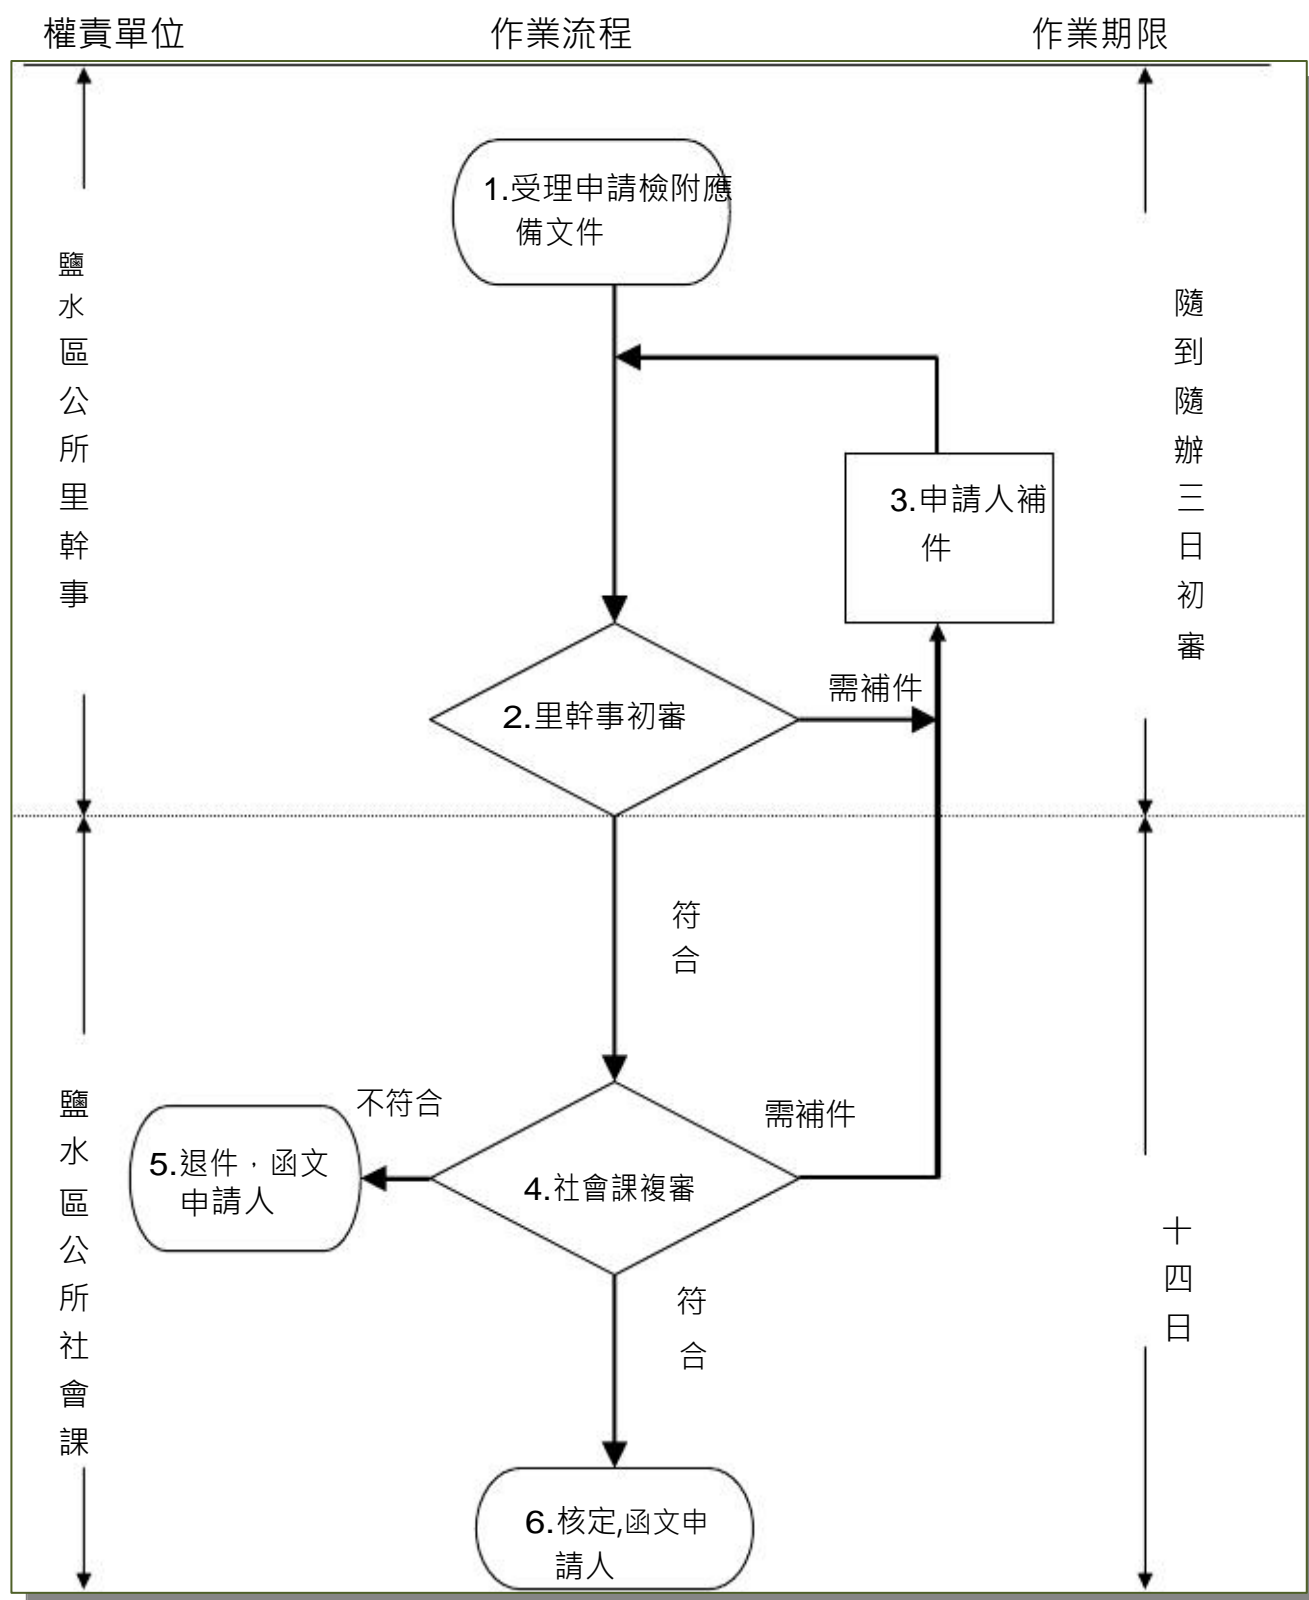 權責單位
作業流程
作業期限
1.受理申請檢附應
備文件
鹽水區公所里幹事
隨到隨辦三日初審
3.申請人補
件
需補件
2.里幹事初審
符合
不符合
需補件
5.退件，函文
申請人
4.社會課複審
鹽水區公所社會課
十四日
符合
6.核定,函文申
請人